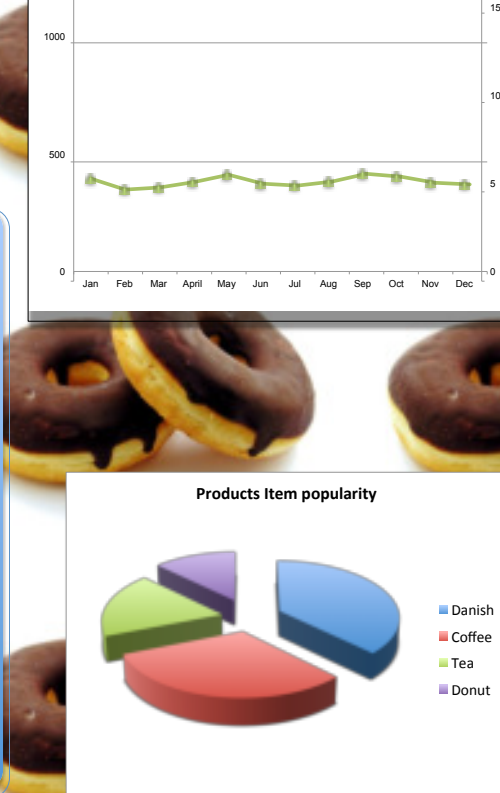 15
1000
10
500
5
0
0
Jan Feb Mar April May Jun Jul Aug Sep Oct Nov Dec
Products Item popularity
Danish
Coffee
Tea
Donut